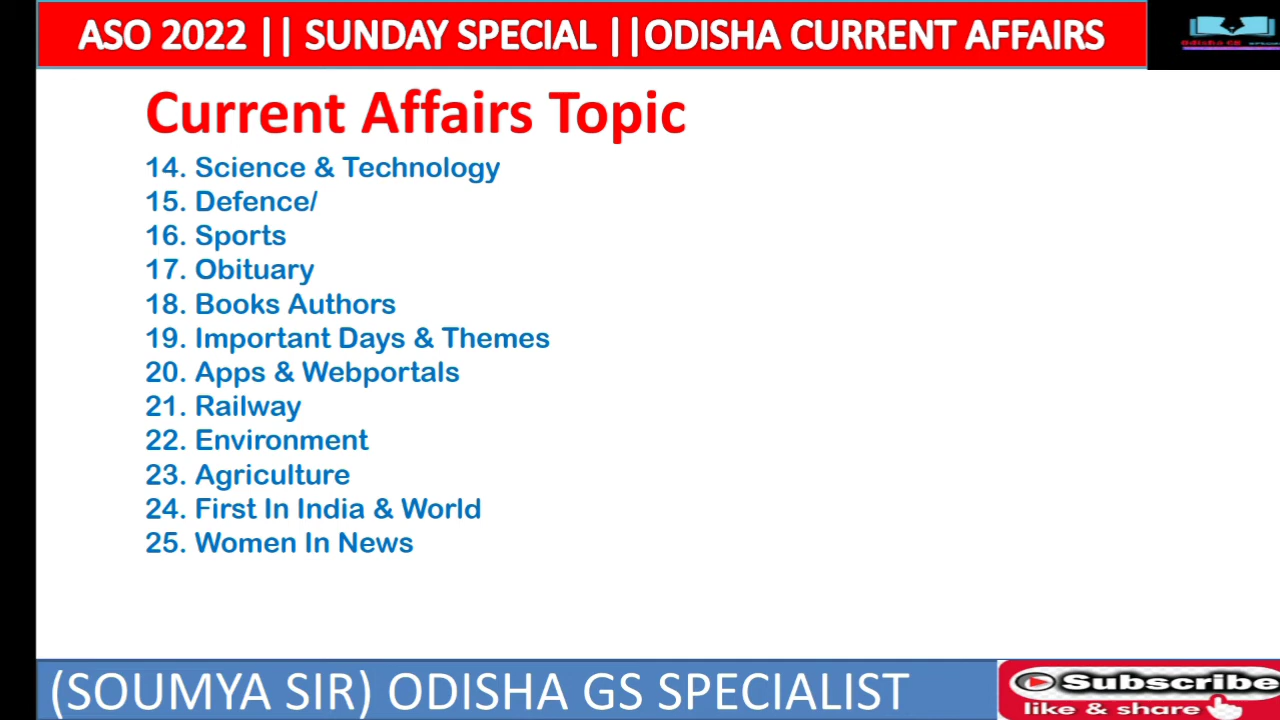 ASO 2022 || SUNDAY SPECIAL ||ODISHA CURRENT AFFAIRS
Current Affairs Topic
14. Science & Technology
15. Defence/
16. Sports
17. Obituary
18. Books Authors
19. Important Days & Themes
20. Apps & Webportals
21. Railway
22. Environment
23. Agriculture
24. First In India & World
25. Women In News
(SOUMYA SIR) ODISHA GS SPECIALIST
Subscribe
like & share